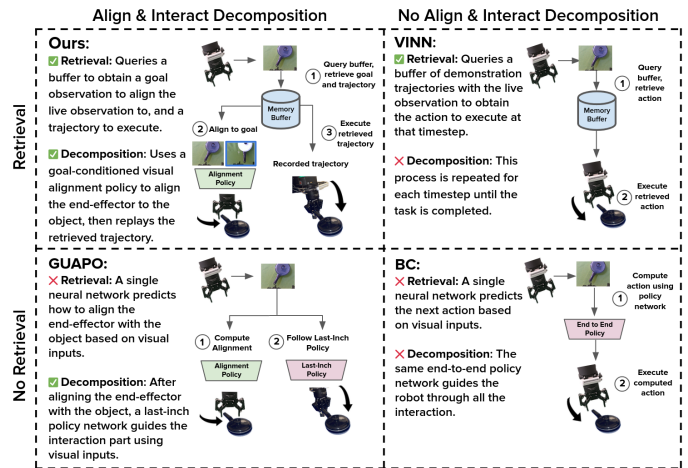 Align & Interact Decomposition
No Align & Interact Decomposition
Retrieval
Ours:
Retrieval: Queries a
buffer to obtain a goal
observation to align the
live observation to, and a
trajectory to execute.
Decomposition: Uses a
goal-conditioned visual
alignment policy to align
the end-effector to the
object, then replays the
retrieved trajectory.
1 Query buffer,
retrieve goal
and trajectory
Memory
Buffer
2 Align to goal
3 Execute
retrieved
trajectory
Alignment
Policy
Recorded trajectory
VINN:
Retrieval: Queries a
buffer of demonstration
trajectories with the live
observation to obtain
the action to execute at
that timestep.
Decomposition: This
process is repeated for
each timestep until the
task is completed.
Query
buffer,
retrieve
action
1
Memory
Buffer
2 Execute
retrieved
action
No Retrieval
GUAPO:
Retrieval: A single
neural network predicts
how to align the
end-effector with the
object based on visual
inputs.
Decomposition: After
aligning the end-effector
with the object, a last-inch
policy network guides the
interaction part using
visual inputs.
1 Compute
Alignment
2 Follow Last-Inch
Policy
Alignment
Policy
Last-Inch
Policy
BC:
Retrieval: A single
neural network predicts
the next action based
on visual inputs.
Decomposition: The
same end-to-end policy
network guides the
robot through all the
interaction.
Compute
action using
policy
network
1
End to End
Policy
2 Execute
computed
action